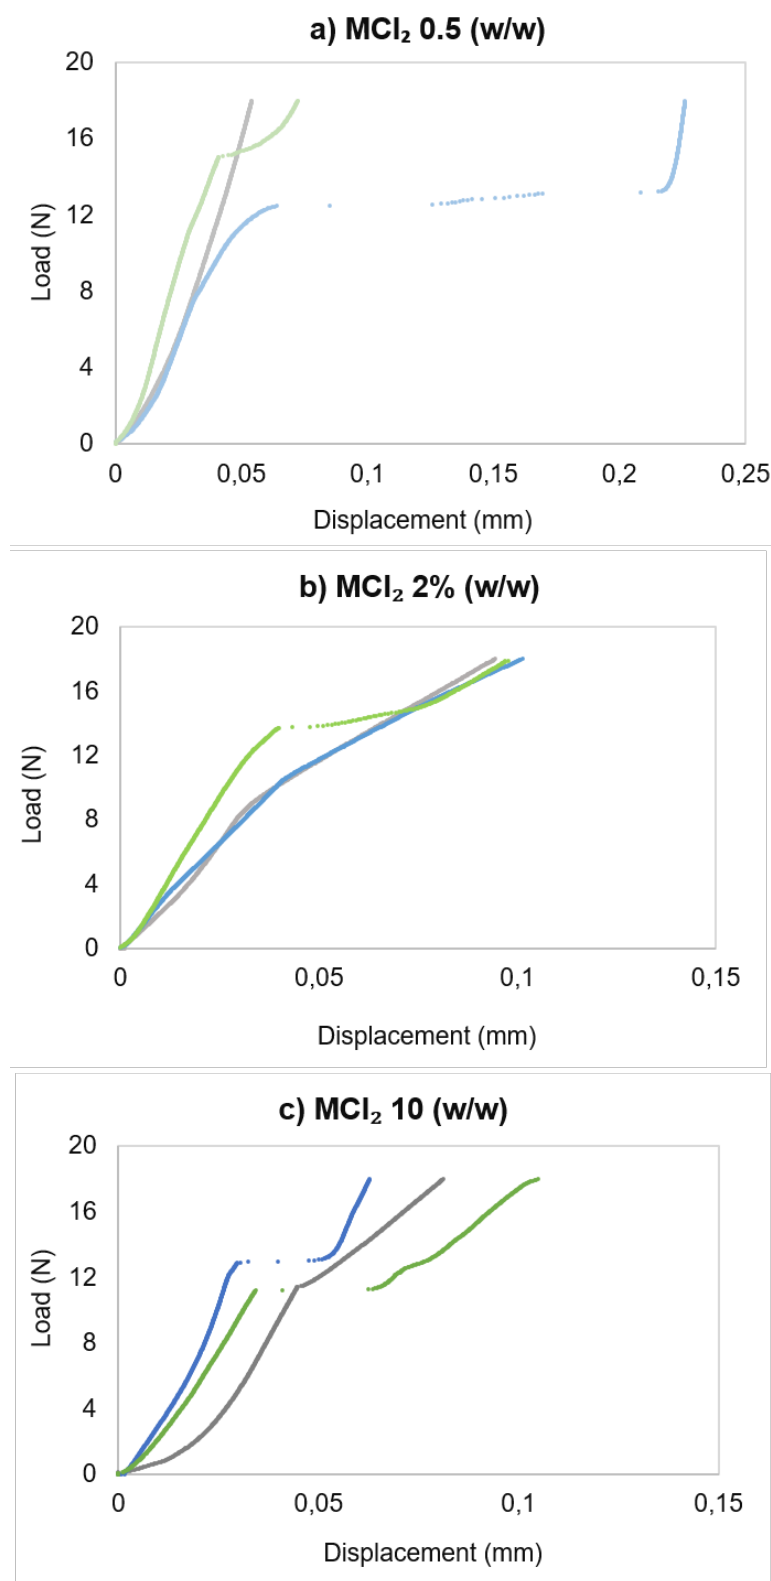 a) MCl₂ 0.5 (w/w)
20
16
12
8
4
0
Load (N)
0 0,05 0,1 0,15 0,2 0,25
Displacement (mm)
b) MCl₂ 2% (w/w)
20
16
12
8
4
0
Load (N)
0 0,05 0,1 0,15
Displacement (mm)
c) MCl₂ 10 (w/w)
20
16
12
8
4
0
Load (N)
0 0,05 0,1 0,15
Displacement (mm)